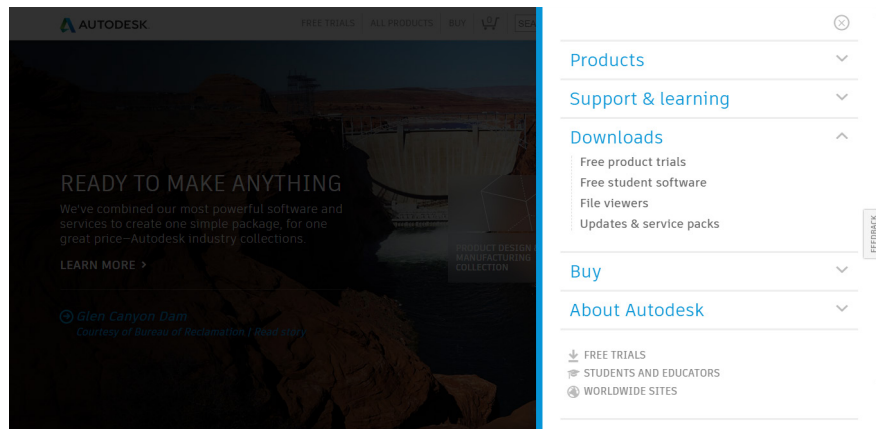 AUTODESK.
FREE TRIALS
ALL PRODUCTS
BUY
SEA
READY TO MAKE ANYTHING
We've combined our most powerful software and
services to create one simple package, for one
great price—Autodesk industry collections.
LEARN MORE >
PRODUCT DESIGN
MANUFACTURING
COLLECTION
Glen Canyon Dam
Courtesy of Bureau of Reclamation | Read story
Products
Support & learning
Downloads
Free product trials
Free student software
File viewers
Updates & service packs
Buy
About Autodesk
FREE TRIALS
STUDENTS AND EDUCATORS
WORLDWIDE SITES
FEEDBACK